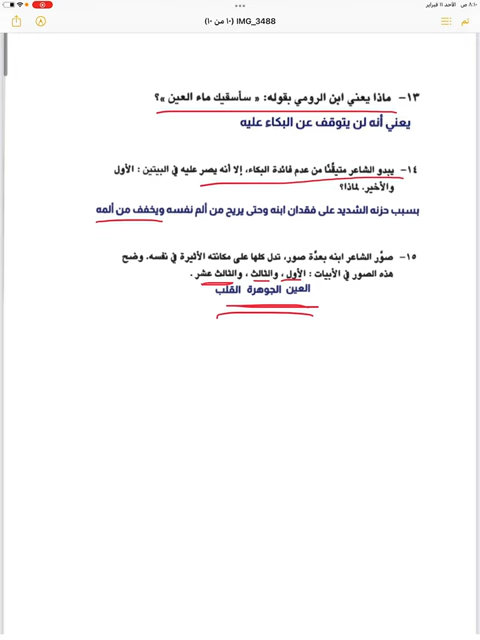 ٨:١٠ ص الأحد ١١ فبراير
تم
IMG_3488 (١٠ من ١٠)
١٣- ماذا يعني ابن الرومي بقوله: « سأسقيك ماء العين »؟
يعني أنه لن يتوقف عن البكاء عليه
١٤- يبدو الشاعر متيقُنًا من عدم فائدة البكاء، إلا أنه يصر عليه في البيتين : الأول
والأخير. لماذا؟
بسبب حزنه الشديد على فقدان ابنه وحتى يريح من ألم نفسه ويخفف من ألمه
١٥- صوَّر الشاعر ابنه بعدَّة صور، تدل كلها على مكانته الأثيرة في نفسه. وضح
هذه الصور في الأبيات : الأول ، والثالث ، والثالث عشر .
العين الجوهرة القلب